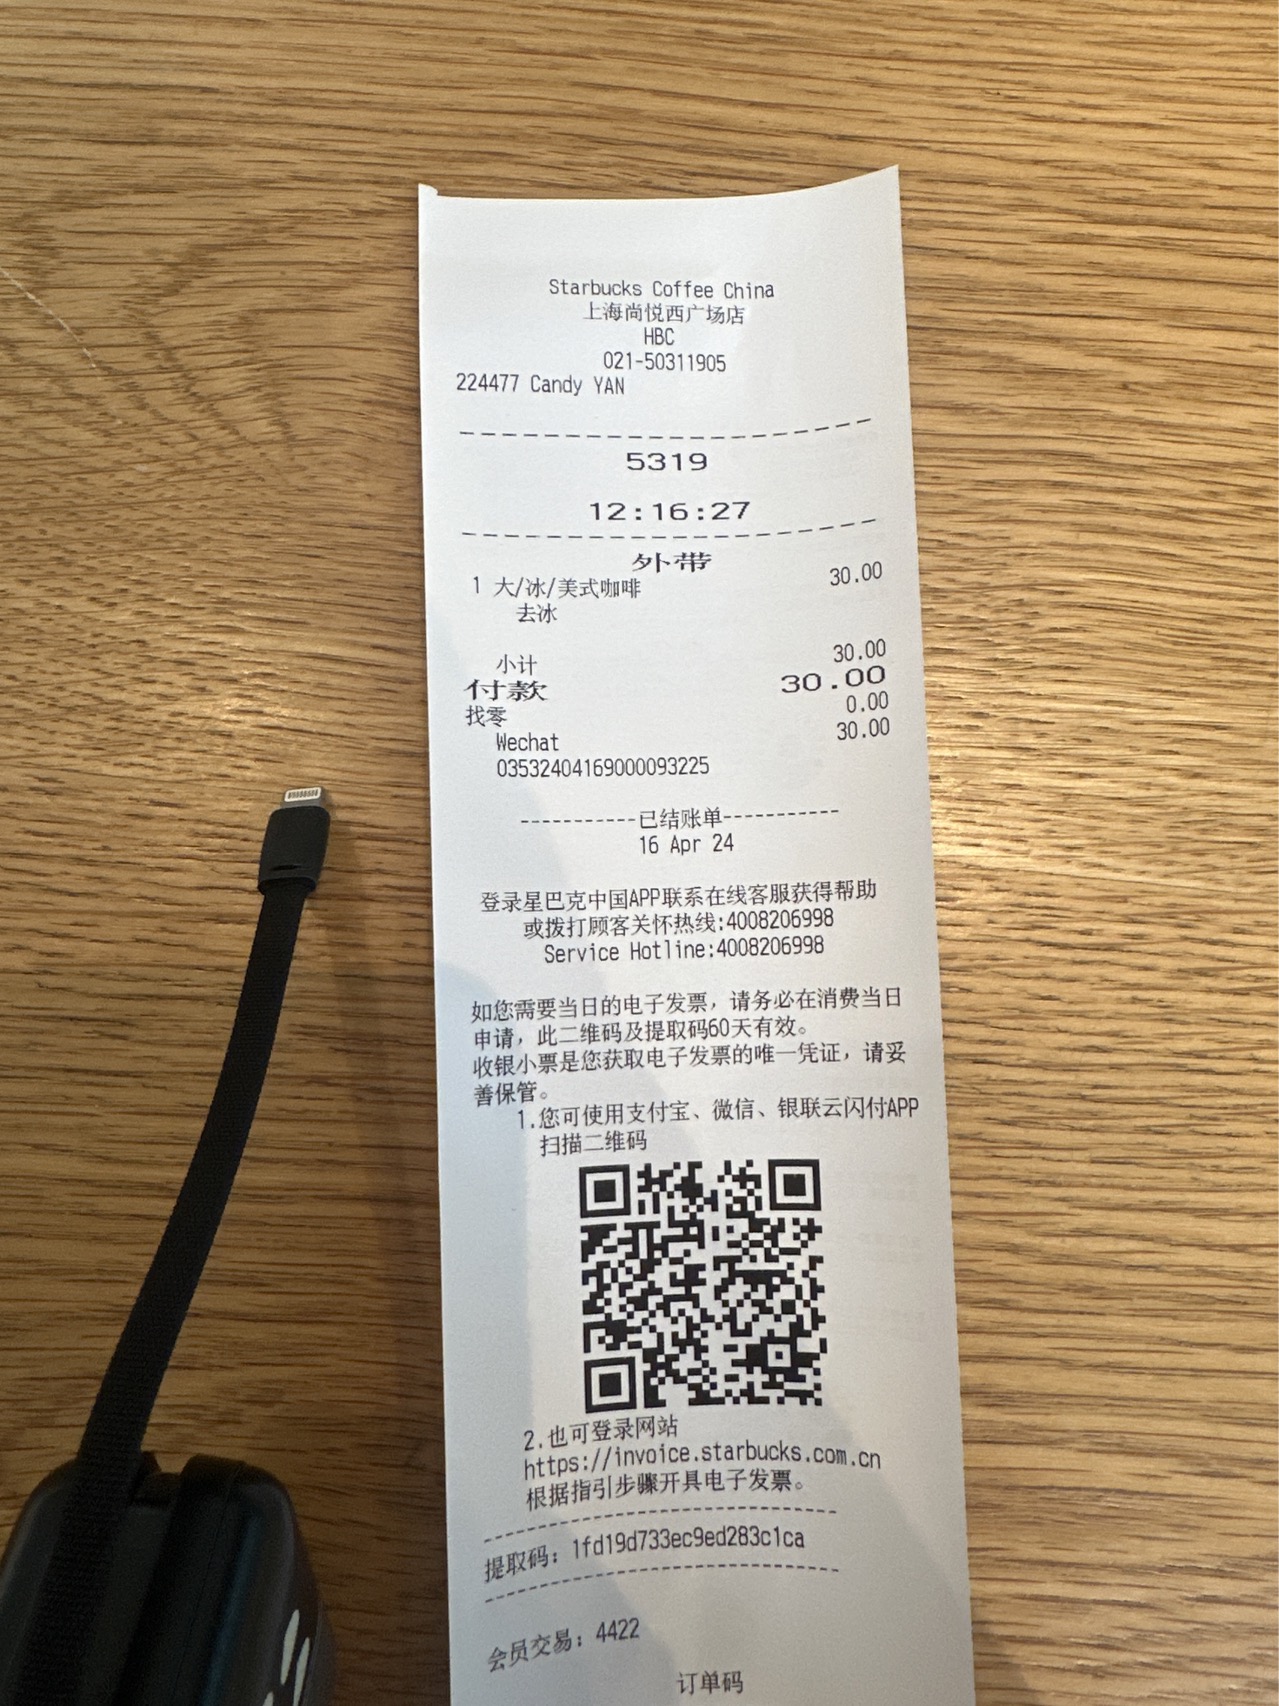 Starbucks Coffee China
上海尚悦西广场店
HBC
021-50311905
224477 Candy YAN
5319
12:16:27
外带
1 大/冰/美式咖啡 30.00
去冰
小计 30.00
付款 30.00
找零 0.00
Wechat 30.00
03532404169000093225
-----------已结账单-----------
16 Apr 24
登录星巴克中国APP联系在线客服获得帮助
或拨打顾客关怀热线:4008206998
Service Hotline:4008206998
如您需要当日的电子发票，请务必在消费当日
申请，此二维码及提取码60天有效。
收银小票是您获取电子发票的唯一凭证，请妥
善保管。
1.您可使用支付宝、微信、银联云闪付APP
扫描二维码
2.也可登录网站
https://invoice.starbucks.com.cn
根据指引步骤开具电子发票。
提取码: 1fd19d733ec9ed283c1ca
会员交易: 4422
订单码